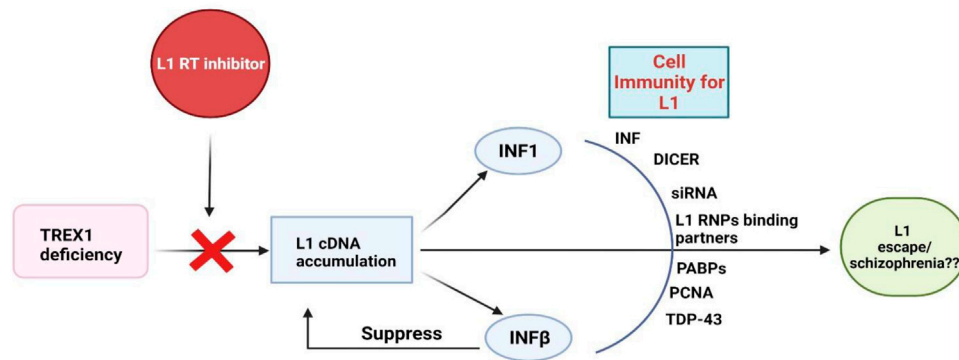 L1 RT inhibitor
Cell
Immunity for
L1
INF
INF1
DICER
siRNA
TREX1
deficiency
L1 cDNA
accumulation
L1 RNPs binding
partners
L1
escape/
schizophrenia??
PABPs
PCNA
TDP-43
Suppress
INFβ